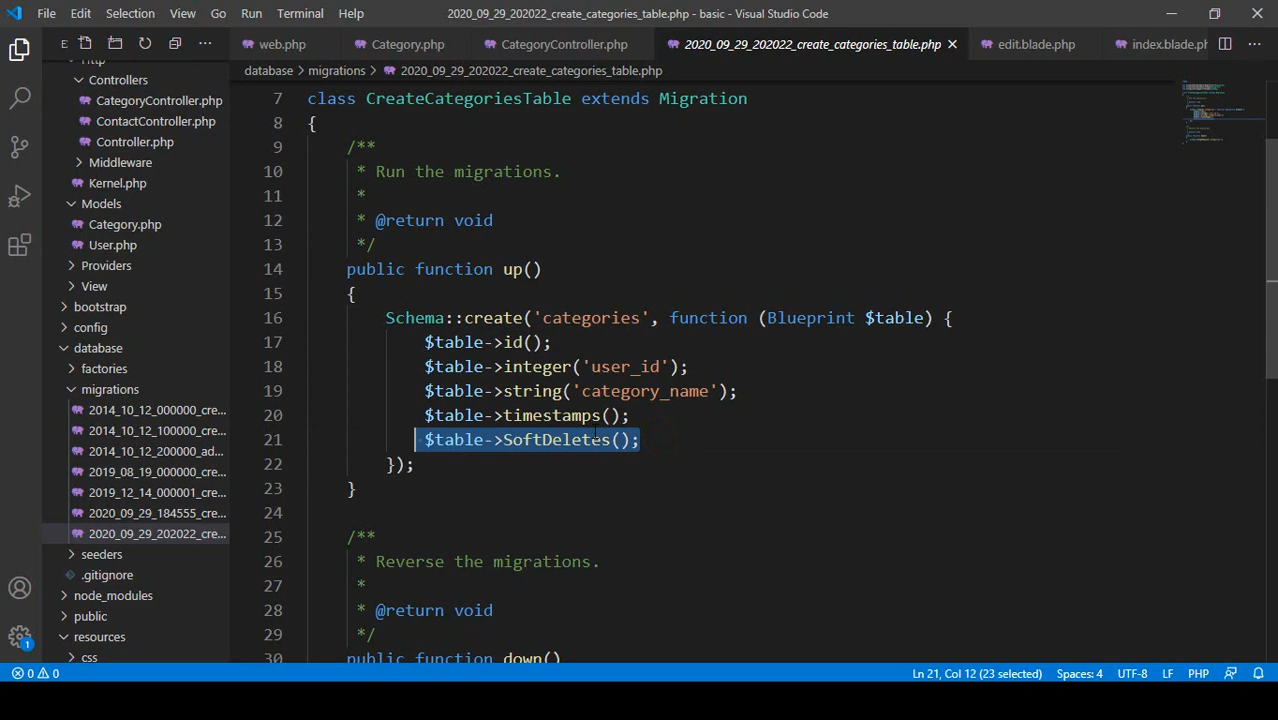 File Edit Selection View Go Run Terminal Help 2020_09_29_202022_create_categories_table.php - basic - Visual Studio Code
E ... web.php Category.php CategoryController.php 2020_09_29_202022_create_categories_table.php edit.blade.php index.blade.ph ...
database > migrations > 2020_09_29_202022_create_categories_table.php
Http
Controllers
CategoryController.php
ContactController.php
Controller.php
Middleware
Kernel.php
Models
Category.php
User.php
Providers
View
bootstrap
config
database
factories
migrations
2014_10_12_000000_cre...
2014_10_12_100000_cre...
2014_10_12_200000_ad...
2019_08_19_000000_cre...
2019_12_14_000001_cre...
2020_09_29_184555_cre...
2020_09_29_202022_cre...
seeders
.gitignore
node_modules
public
resources
css
7 class CreateCategoriesTable extends Migration
8 {
9 /**
10 * Run the migrations.
11 *
12 * @return void
13 */
14 public function up()
15 {
16 Schema::create('categories', function (Blueprint $table) {
17 $table->id();
18 $table->integer('user_id');
19 $table->string('category_name');
20 $table->timestamps();
21 $table->SoftDeletes();
22 });
23 }
24
25 /**
26 * Reverse the migrations.
27 *
28 * @return void
29 */
30 public function down()
1
0 0 Ln 21, Col 12 (23 selected) Spaces: 4 UTF-8 LF PHP